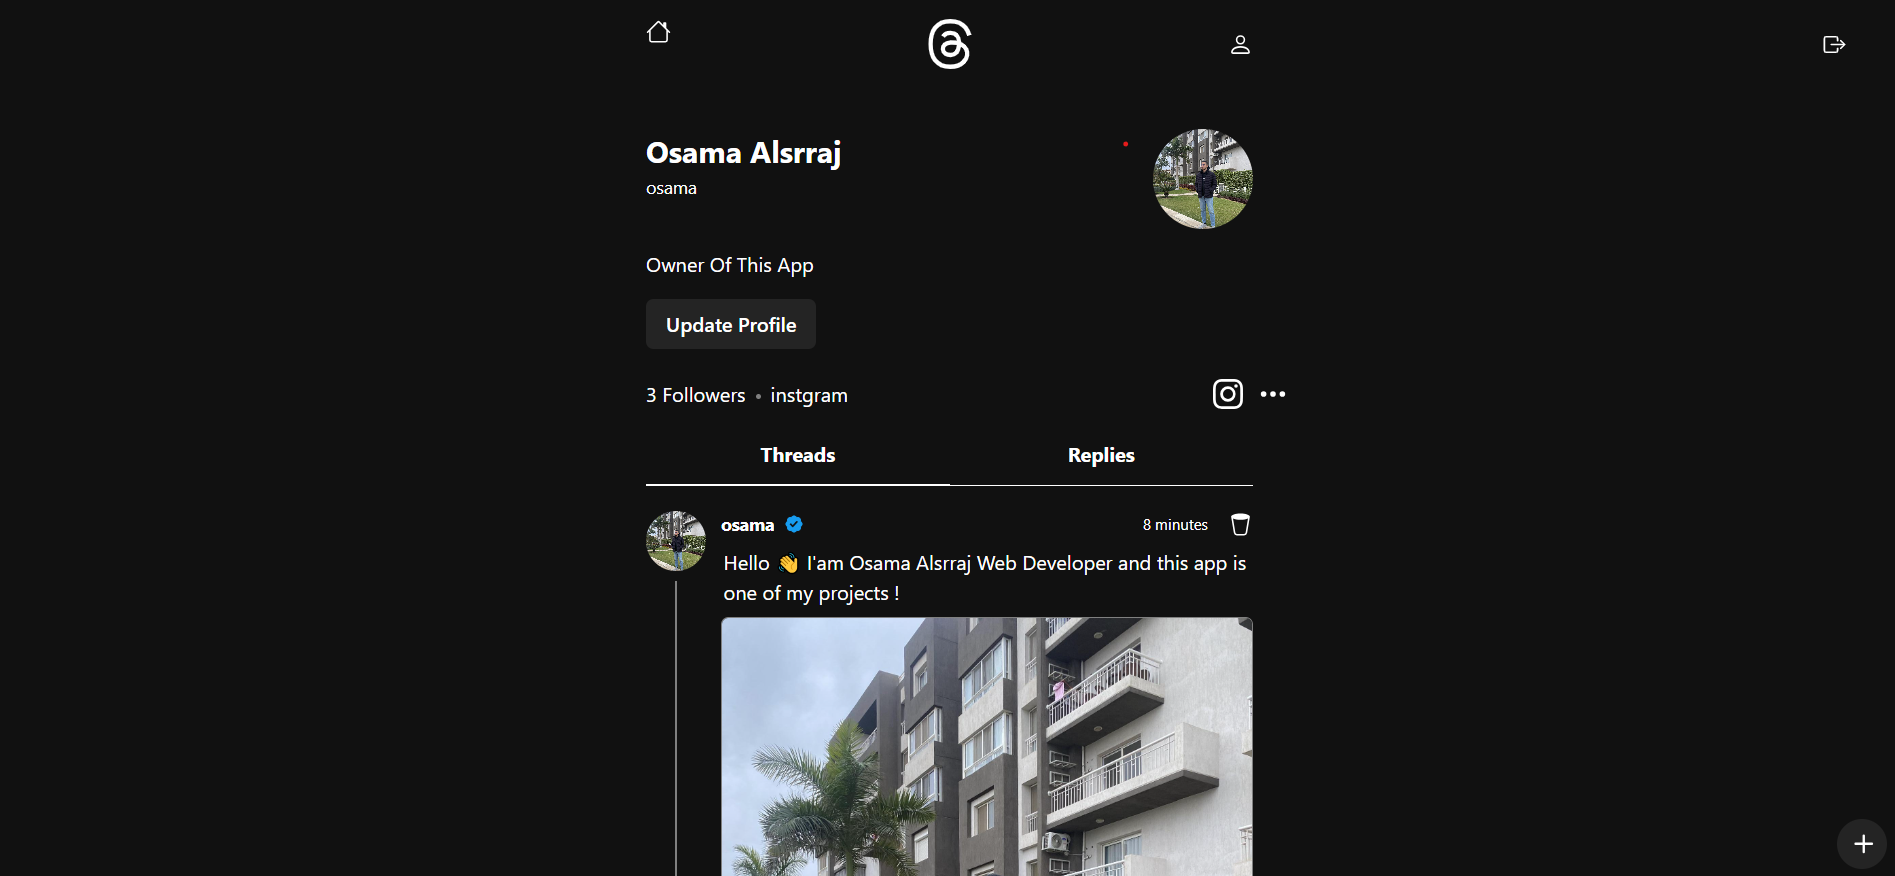 Osama Alsrraj
osama
Owner Of This App
Update Profile
3 Followers • instgram
Threads Replies
osama 8 minutes
Hello 👋 I'am Osama Alsrraj Web Developer and this app is
one of my projects !